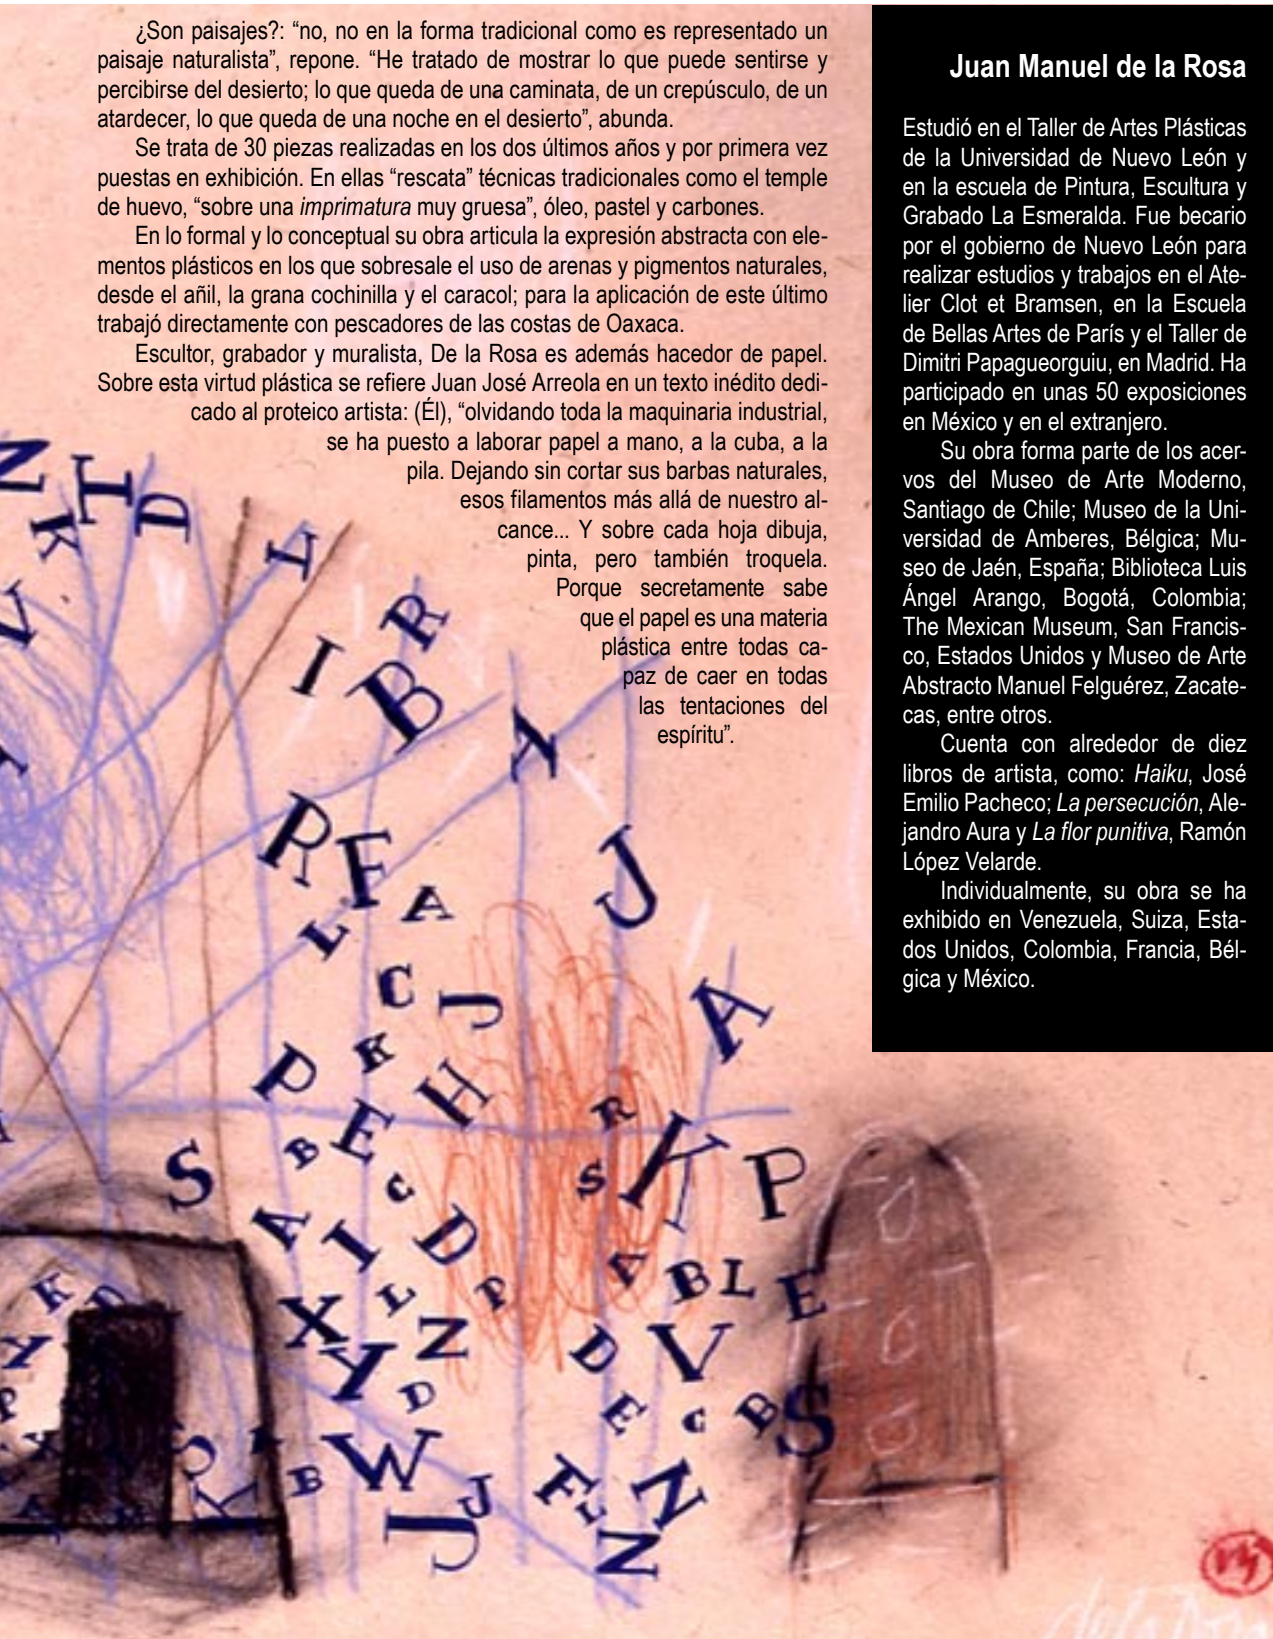 ¿Son paisajes?: “no, no en la forma tradicional como es representado un
paisaje naturalista”, repone. “He tratado de mostrar lo que puede sentirse y
percibirse del desierto; lo que queda de una caminata, de un crepúsculo, de un
atardecer, lo que queda de una noche en el desierto”, abunda.
Se trata de 30 piezas realizadas en los dos últimos años y por primera vez
puestas en exhibición. En ellas “rescata” técnicas tradicionales como el temple
de huevo, “sobre una imprimatura muy gruesa”, óleo, pastel y carbones.
En lo formal y lo conceptual su obra articula la expresión abstracta con ele-
mentos plásticos en los que sobresale el uso de arenas y pigmentos naturales,
desde el añil, la grana cochinilla y el caracol; para la aplicación de este último
trabajó directamente con pescadores de las costas de Oaxaca.
Escultor, grabador y muralista, De la Rosa es además hacedor de papel.
Sobre esta virtud plástica se refiere Juan José Arreola en un texto inédito dedi-
cado al proteico artista: (Él), “olvidando toda la maquinaria industrial,
se ha puesto a laborar papel a mano, a la cuba, a la
pila. Dejando sin cortar sus barbas naturales,
esos filamentos más allá de nuestro al-
cance... Y sobre cada hoja dibuja,
pinta, pero también troquela.
Porque secretamente sabe
que el papel es una materia
plástica entre todas ca-
paz de caer en todas
las tentaciones del
espíritu”.
Juan Manuel de la Rosa
Estudió en el Taller de Artes Plásticas
de la Universidad de Nuevo León y
en la escuela de Pintura, Escultura y
Grabado La Esmeralda. Fue becario
por el gobierno de Nuevo León para
realizar estudios y trabajos en el Ate-
lier Clot et Bramsen, en la Escuela
de Bellas Artes de París y el Taller de
Dimitri Papagueorguiu, en Madrid. Ha
participado en unas 50 exposiciones
en México y en el extranjero.
Su obra forma parte de los acer-
vos del Museo de Arte Moderno,
Santiago de Chile; Museo de la Uni-
versidad de Amberes, Bélgica; Mu-
seo de Jaén, España; Biblioteca Luis
Ángel Arango, Bogotá, Colombia;
The Mexican Museum, San Francis-
co, Estados Unidos y Museo de Arte
Abstracto Manuel Felguérez, Zacate-
cas, entre otros.
Cuenta con alrededor de diez
libros de artista, como: Haiku, José
Emilio Pacheco; La persecución, Ale-
jandro Aura y La flor punitiva, Ramón
López Velarde.
Individualmente, su obra se ha
exhibido en Venezuela, Suiza, Esta-
dos Unidos, Colombia, Francia, Bél-
gica y México.